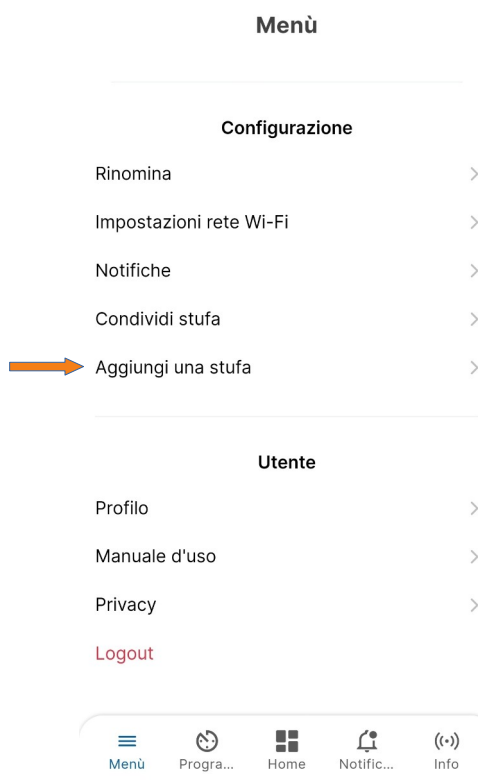 Menù
Configurazione
Rinomina
Impostazioni rete Wi-Fi
Notifiche
Condividi stufa
Aggiungi una stufa
Utente
Profilo
Manuale d'uso
Privacy
Logout
Menù Progra... Home Notific... Info